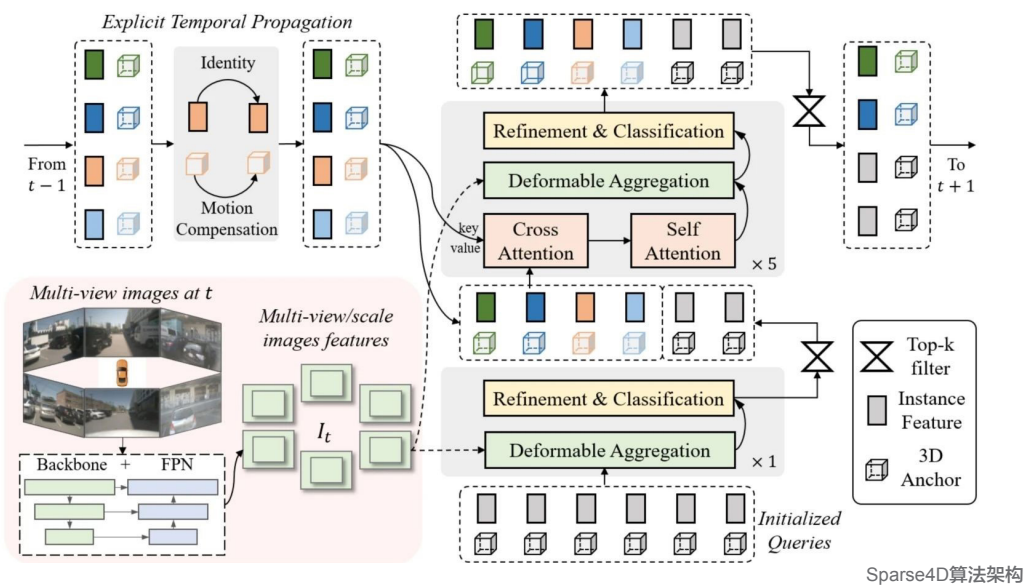 Explicit Temporal Propagation
From
t − 1
Identity
Motion
Compensation
Refinement & Classification
Deformable Aggregation
key
value
Cross
Attention
Self
Attention
× 5
To
t + 1
Multi-view images at t
Multi-view/scale
images features
I_t
Backbone + FPN
Refinement & Classification
Deformable Aggregation
× 1
Initialized
Queries
Top-k
filter
Instance
Feature
3D
Anchor
Sparse4D算法架构